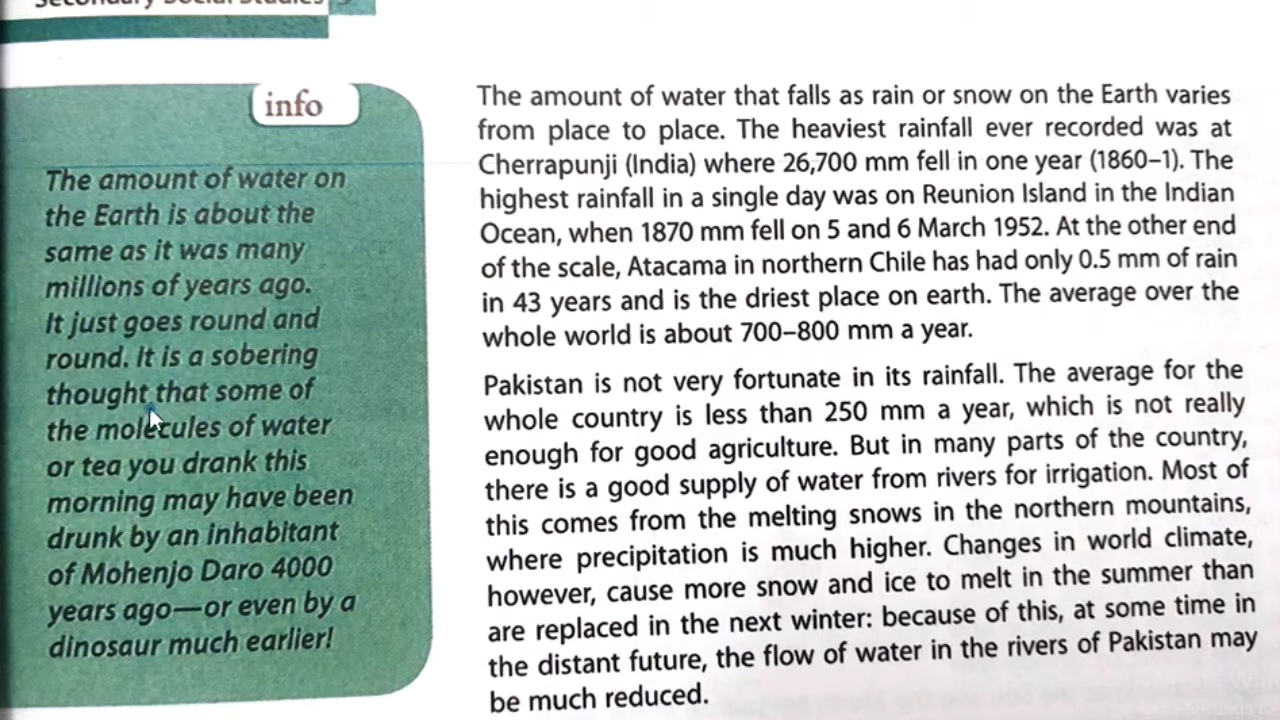 Secondary Social Studies
info
The amount of water on
the Earth is about the
same as it was many
millions of years ago.
It just goes round and
round. It is a sobering
thought that some of
the molecules of water
or tea you drank this
morning may have been
drunk by an inhabitant
of Mohenjo Daro 4000
years ago—or even by a
dinosaur much earlier!
The amount of water that falls as rain or snow on the Earth varies
from place to place. The heaviest rainfall ever recorded was at
Cherrapunji (India) where 26,700 mm fell in one year (1860–1). The
highest rainfall in a single day was on Reunion Island in the Indian
Ocean, when 1870 mm fell on 5 and 6 March 1952. At the other end
of the scale, Atacama in northern Chile has had only 0.5 mm of rain
in 43 years and is the driest place on earth. The average over the
whole world is about 700–800 mm a year.
Pakistan is not very fortunate in its rainfall. The average for the
whole country is less than 250 mm a year, which is not really
enough for good agriculture. But in many parts of the country,
there is a good supply of water from rivers for irrigation. Most of
this comes from the melting snows in the northern mountains,
where precipitation is much higher. Changes in world climate,
however, cause more snow and ice to melt in the summer than
are replaced in the next winter: because of this, at some time in
the distant future, the flow of water in the rivers of Pakistan may
be much reduced.